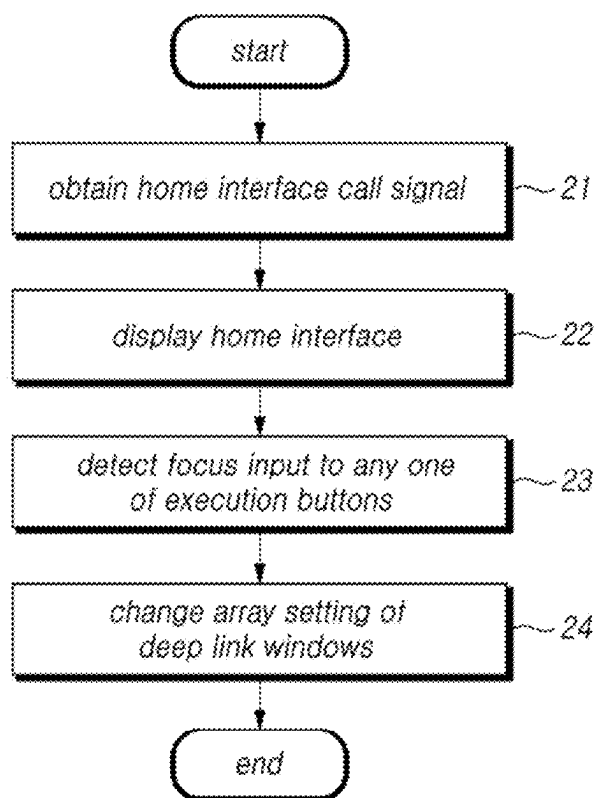 start
obtain home interface call signal
21
display home interface
22
detect focus input to any one
of execution buttons
23
change array setting of
deep link windows
24
end